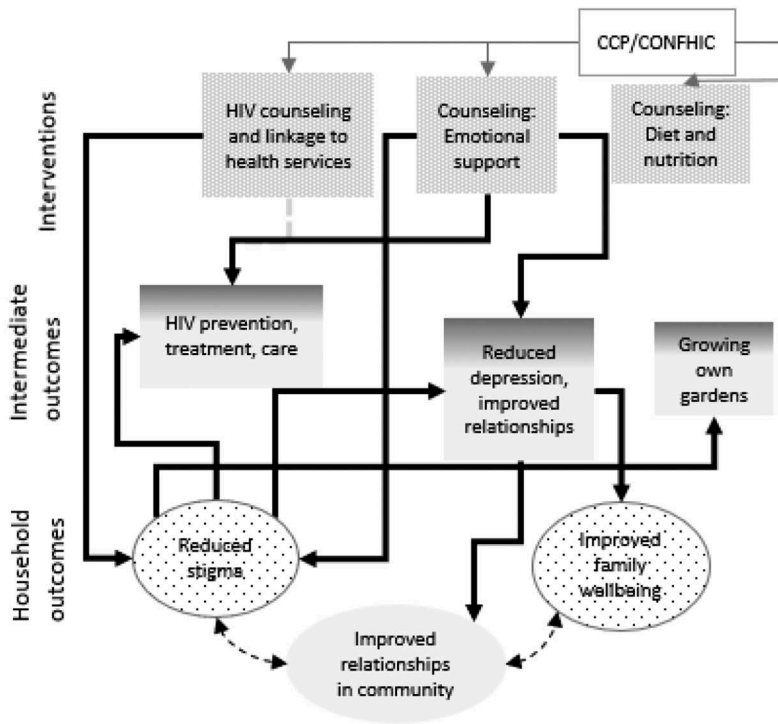 CCP/CONFHIC
Interventions
HIV counseling
and linkage to
health services
Counseling:
Emotional
support
Counseling:
Diet and
nutrition
Intermediate
outcomes
HIV prevention,
treatment, care
Reduced
depression,
improved
relationships
Growing
own
gardens
Household
outcomes
Reduced
stigma
Improved
family
wellbeing
Improved
relationships
in community